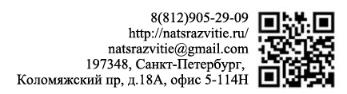 8(812)905-29-09
http://natsrazvitie.ru/
natsrazvitie@gmail.com
197348, Санкт-Петербург,
Коломяжский пр, д.18А, офис 5-114Н